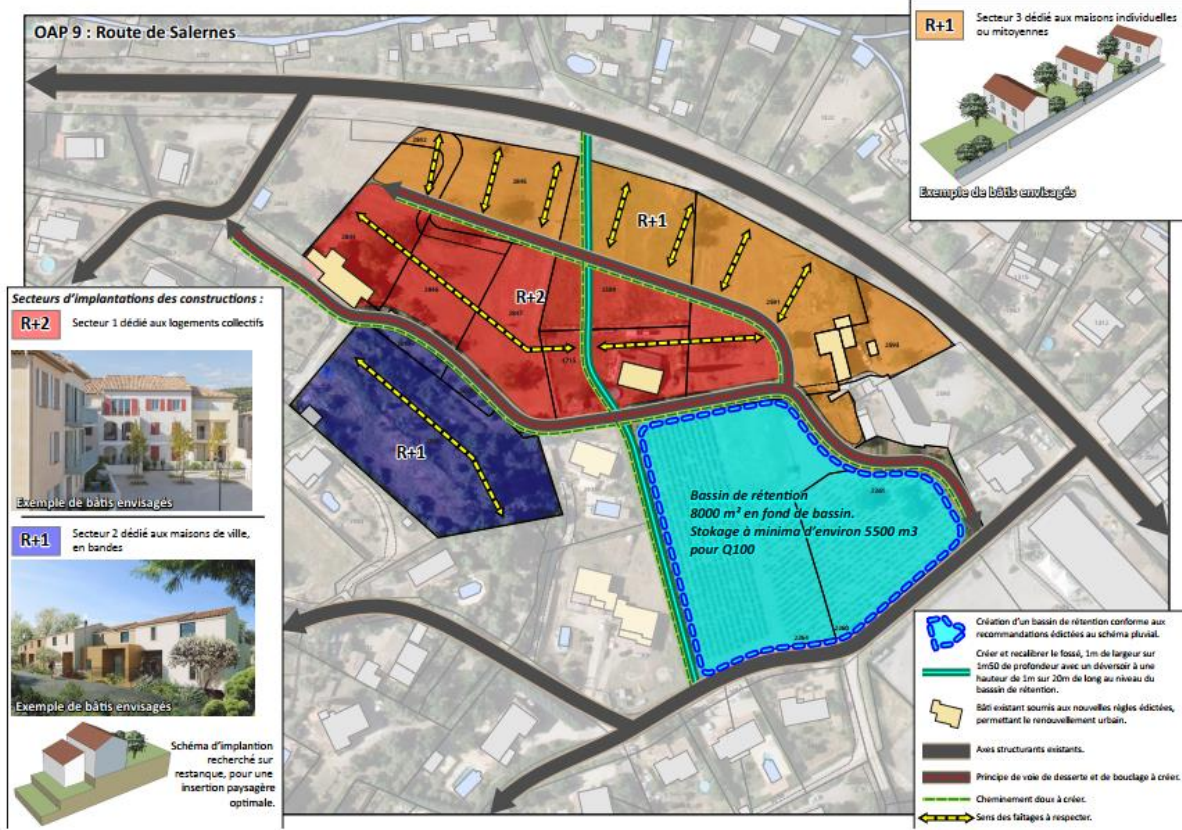 OAP 9 : Route de Salernes
R+1
Secteur 3 dédié aux maisons individuelles
ou mitoyennes
Exemple de bâtis envisagés
R+1
R+2
R+1
Bassin de rétention
8000 m² en fond de bassin.
Stokage à minima d'environ 5500 m3
pour Q100
Secteurs d'implantations des constructions :
R+2
Secteur 1 dédié aux logements collectifs
Exemple de bâtis envisagés
R+1
Secteur 2 dédié aux maisons de ville,
en bandes
Exemple de bâtis envisagés
Schéma d'implantion
recherché sur
restanque, pour une
insertion paysagère
optimale.
Création d'un bassin de rétention conforme aux
recommandations édictées au schéma pluvial.
Créer et recalibrer le fossé, 1m de largeur sur
1m50 de profondeur avec un déversoir à une
hauteur de 1m sur 20m de long au niveau du
basssin de rétention.
Bâti existant soumis aux nouvelles règles édictées,
permettant le renouvellement urbain.
Axes structurants existants.
Principe de voie de desserte et de bouclage à créer.
Cheminement doux à créer.
Sens des faîtages à respecter.